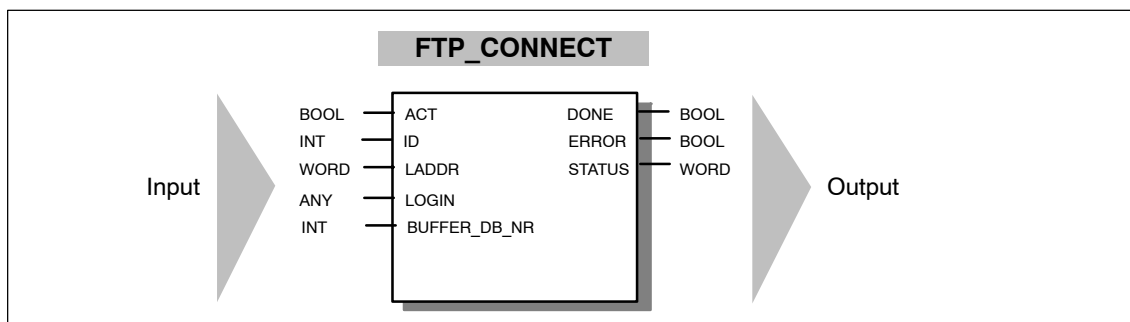 FTP_CONNECT
BOOL ACT DONE BOOL
INT ID ERROR BOOL
WORD LADDR STATUS WORD
Input ANY LOGIN Output
INT BUFFER_DB_NR